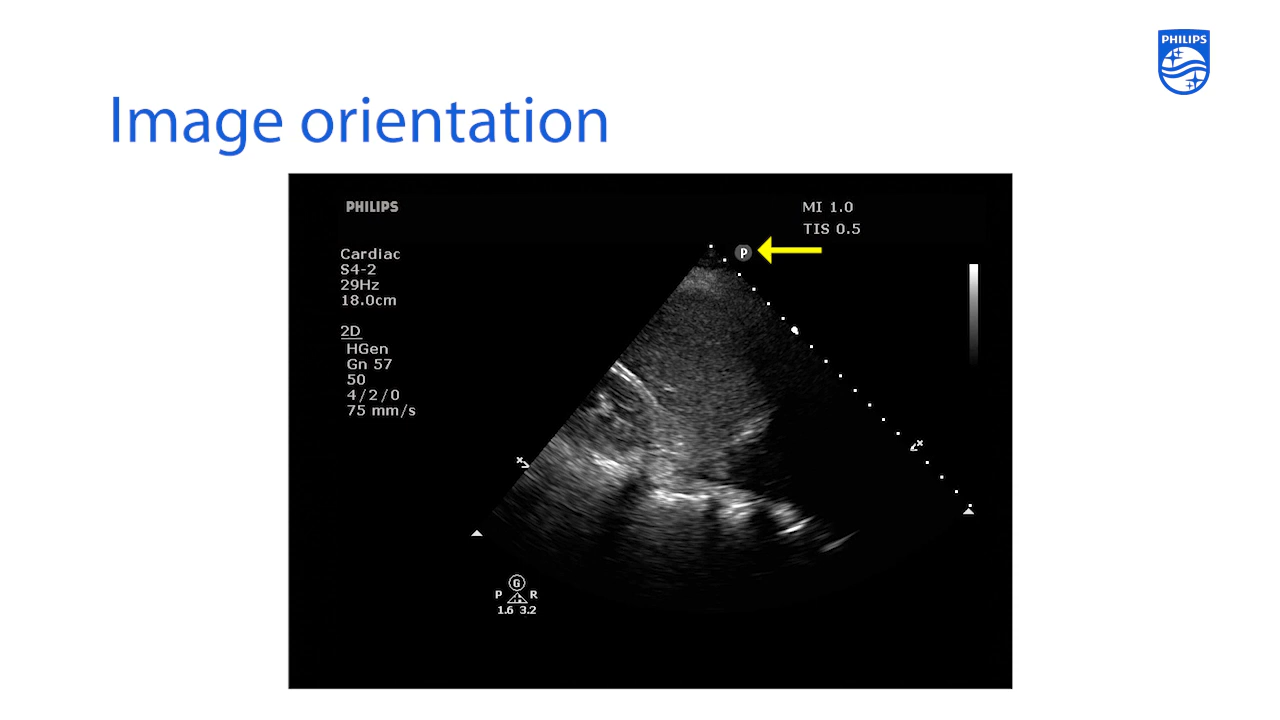 PHILIPS
Image orientation
PHILIPS
MI 1.0
TIS 0.5
P
Cardiac
S4-2
29Hz
18.0cm
2D
HGen
Gn 57
50
4/2/0
75 mm/s
G
P R
1.6 3.2